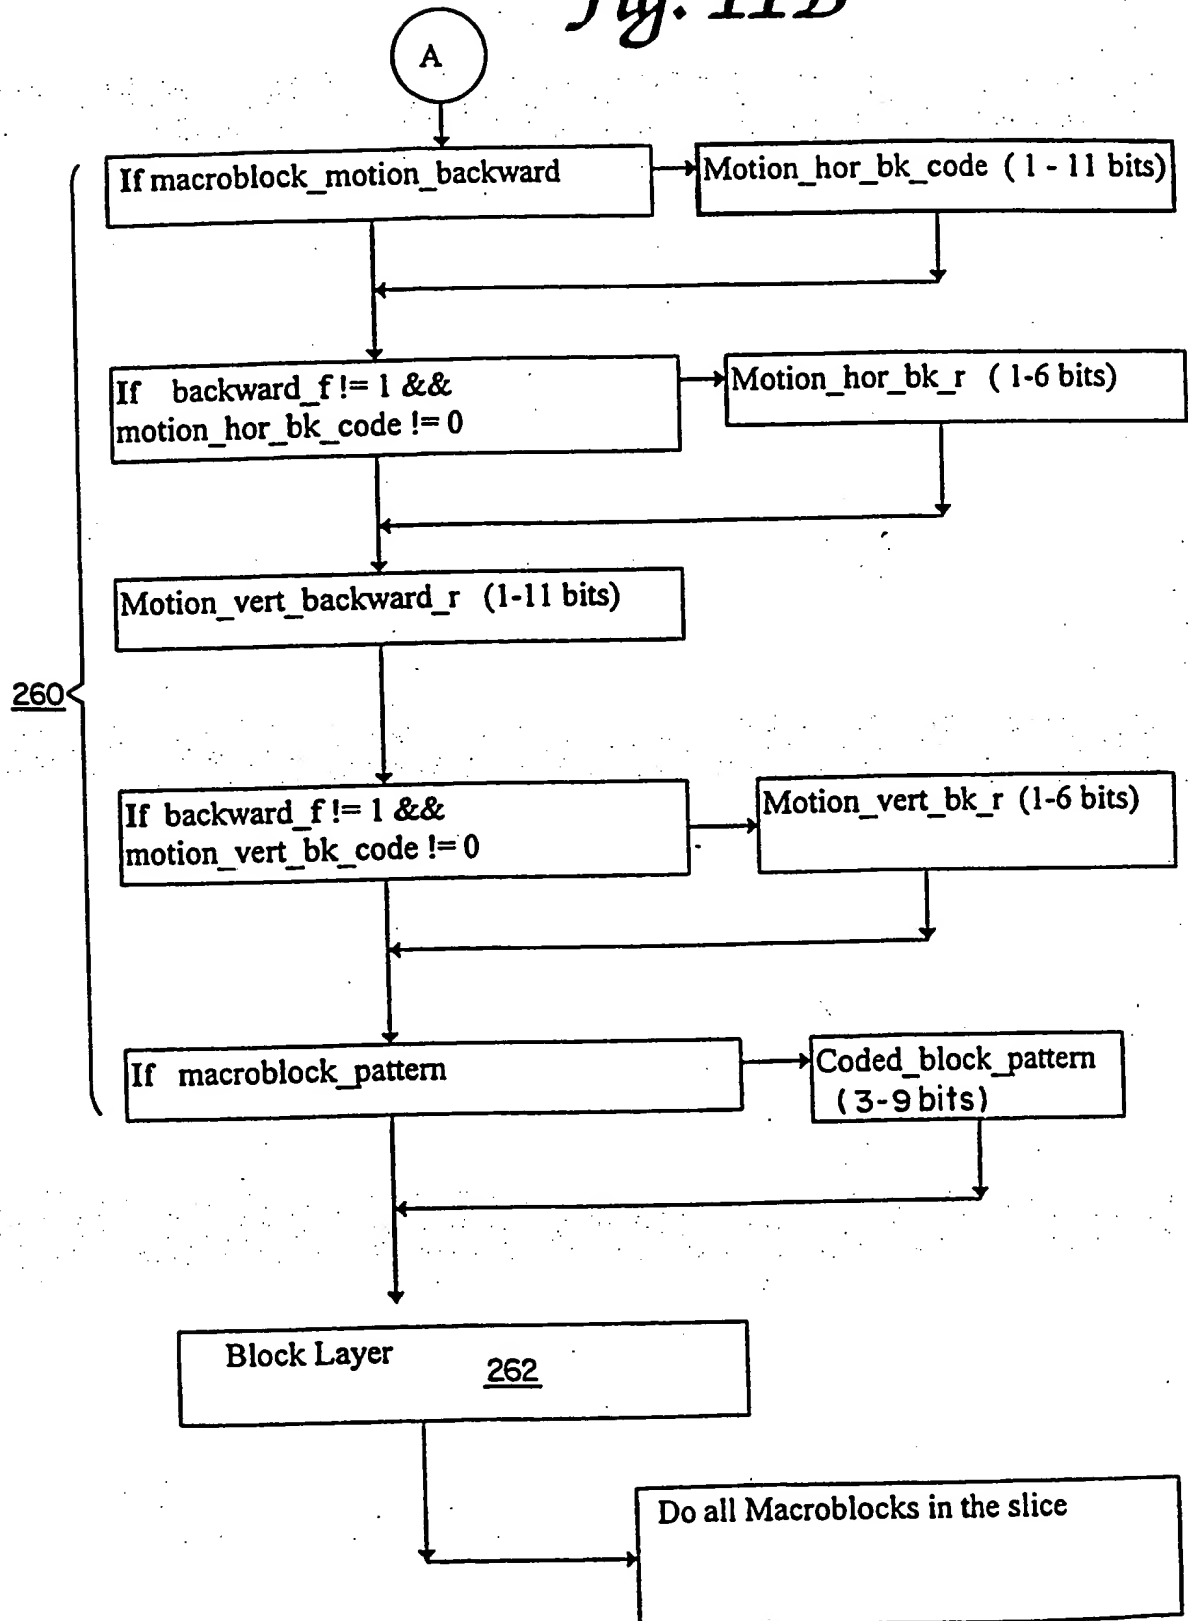 Fig. 11B
A
If macroblock_motion_backward
Motion_hor_bk_code ( 1 - 11 bits)
If backward_f != 1 &&
motion_hor_bk_code != 0
Motion_hor_bk_r ( 1-6 bits)
Motion_vert_backward_r (1-11 bits)
260
If backward_f != 1 &&
motion_vert_bk_code != 0
Motion_vert_bk_r (1-6 bits)
If macroblock_pattern
Coded_block_pattern
(3-9 bits)
Block Layer
262
Do all Macroblocks in the slice